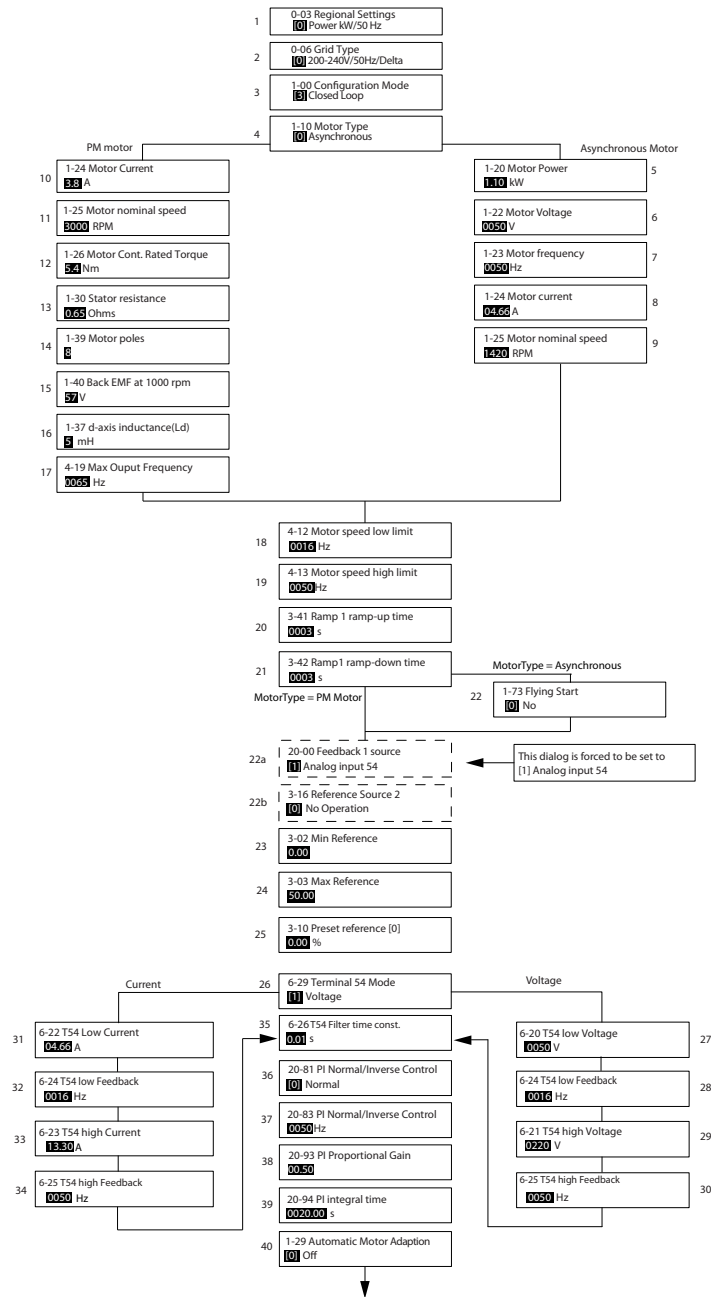 1
0-03 Regional Settings
[0] Power kW/50 Hz
2
0-06 Grid Type
[0] 200-240V/50Hz/Delta
3
1-00 Configuration Mode
[3] Closed Loop
4
1-10 Motor Type
[0] Asynchronous
PM motor
Asynchronous Motor
10
1-24 Motor Current
3.8 A
11
1-25 Motor nominal speed
3000 RPM
12
1-26 Motor Cont. Rated Torque
5.4 Nm
13
1-30 Stator resistance
0.65 Ohms
14
1-39 Motor poles
8
15
1-40 Back EMF at 1000 rpm
57 V
16
1-37 d-axis inductance(Ld)
5 mH
17
4-19 Max Ouput Frequency
0065 Hz
1-20 Motor Power
1.10 kW
5
1-22 Motor Voltage
0050 V
6
1-23 Motor frequency
0050 Hz
7
1-24 Motor current
04.66 A
8
1-25 Motor nominal speed
1420 RPM
9
18
4-12 Motor speed low limit
0016 Hz
19
4-13 Motor speed high limit
0050 Hz
20
3-41 Ramp 1 ramp-up time
0003 s
21
3-42 Ramp1 ramp-down time
0003 s
MotorType = Asynchronous
MotorType = PM Motor
22
1-73 Flying Start
[0] No
22a
20-00 Feedback 1 source
[1] Analog input 54
This dialog is forced to be set to
[1] Analog input 54
22b
3-16 Reference Source 2
[0] No Operation
23
3-02 Min Reference
0.00
24
3-03 Max Reference
50.00
25
3-10 Preset reference [0]
0.00 %
Current
26
6-29 Terminal 54 Mode
[1] Voltage
Voltage
31
6-22 T54 Low Current
04.66 A
32
6-24 T54 low Feedback
0016 Hz
33
6-23 T54 high Current
13.30 A
34
6-25 T54 high Feedback
0050 Hz
35
6-26 T54 Filter time const.
0.01 s
36
20-81 PI Normal/Inverse Control
[0] Normal
37
20-83 PI Normal/Inverse Control
0050 Hz
38
20-93 PI Proportional Gain
00.50
39
20-94 PI integral time
0020.00 s
40
1-29 Automatic Motor Adaption
[0] Off
6-20 T54 low Voltage
0050 V
27
6-24 T54 low Feedback
0016 Hz
28
6-21 T54 high Voltage
0220 V
29
6-25 T54 high Feedback
0050 Hz
30